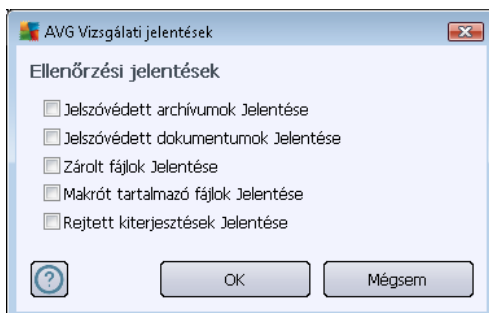 AVG Vizsgálati jelentések
Ellenőrzési jelentések
Jelszóvédett archívumok Jelentése
Jelszóvédett dokumentumok Jelentése
Zárolt fájlok Jelentése
Makrót tartalmazó fájlok Jelentése
Rejtett kiterjesztések Jelentése
? OK Mégsem